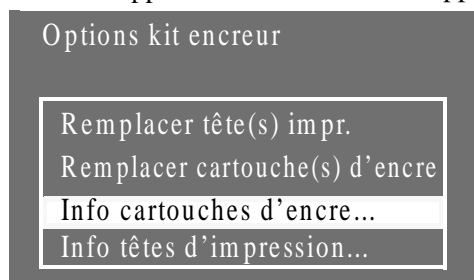 Options kit encreur
Remplacer tête(s) impr.
Remplacer cartouche(s) d'encre
Info cartouches d'encre...
Info têtes d'impression...